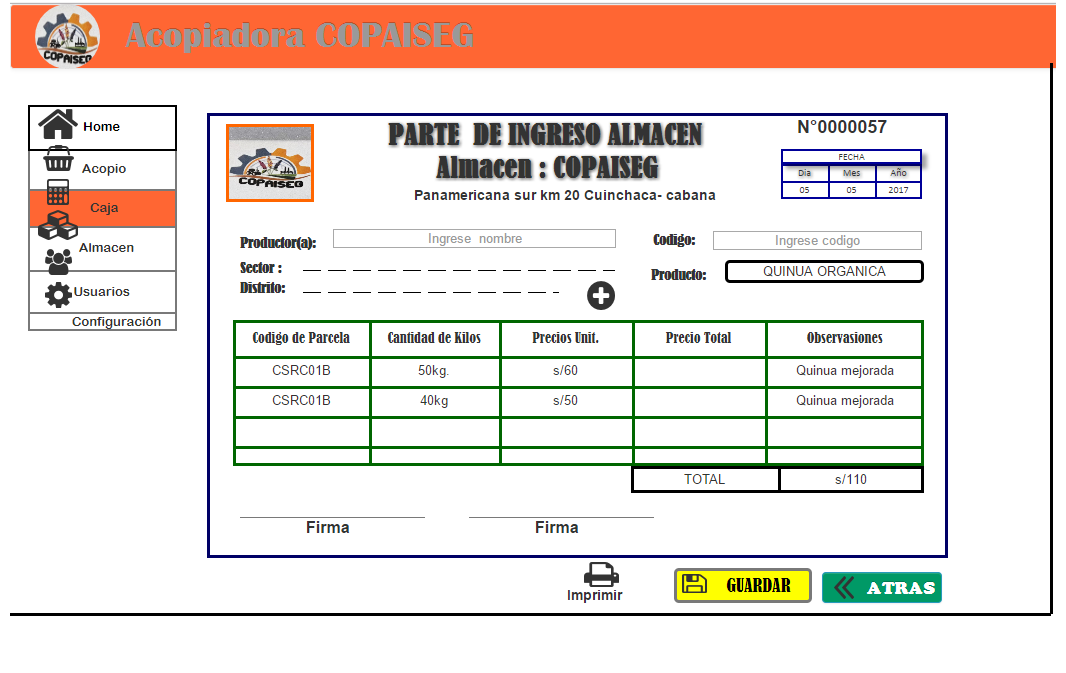 COPAISEG
Acopiadora COPAISEG
Home
Acopio
Caja
Almacen
Usuarios
Configuración
COPAISEG
PARTE DE INGRESO ALMACEN
Almacen : COPAISEG
Panamericana sur km 20 Cuinchaca- cabana
N°0000057
FECHA
Dia Mes Año
05 05 2017
Productor(a): Ingrese nombre
Codigo: Ingrese codigo
Sector :
Distrito:
Producto: QUINUA ORGANICA
Codigo de Parcela Cantidad de Kilos Precios Unit. Precio Total Observasiones
CSRC01B 50kg. s/60 Quinua mejorada
CSRC01B 40kg s/50 Quinua mejorada
TOTAL s/110
Firma Firma
Imprimir
GUARDAR
ATRAS